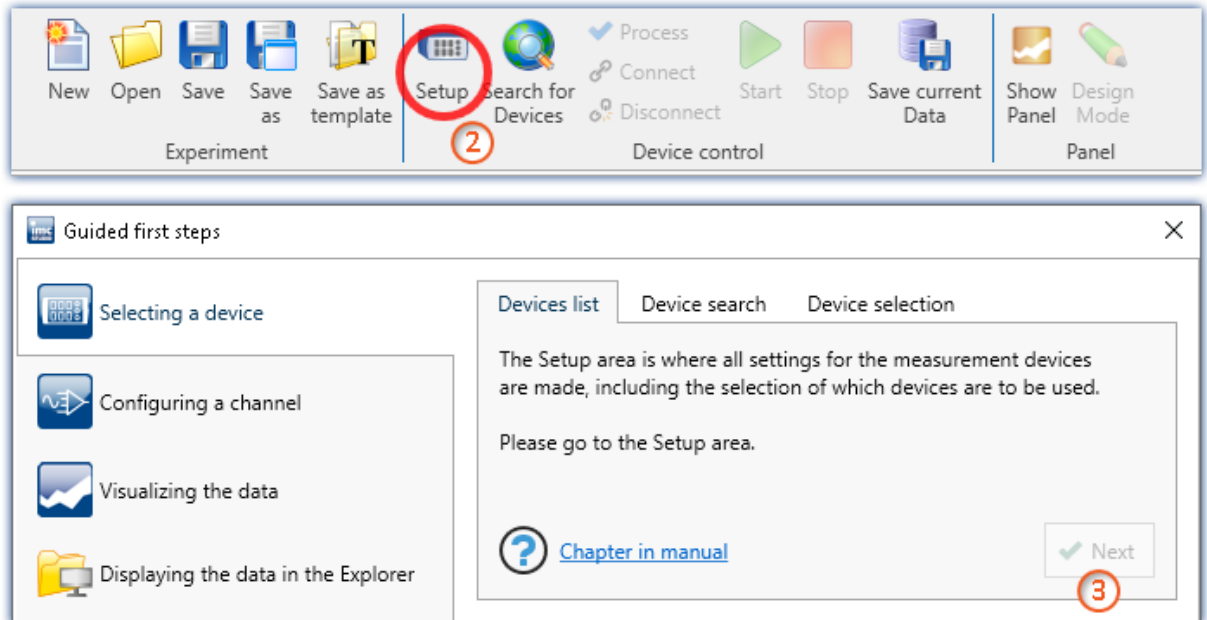 New Open Save Save as Save as template Setup Search for Devices Process Connect Disconnect Start Stop Save current Data Show Panel Design Mode
2
Experiment Device control Panel
imc Guided first steps
Selecting a device
Configuring a channel
Visualizing the data
Displaying the data in the Explorer
Devices list Device search Device selection
The Setup area is where all settings for the measurement devices
are made, including the selection of which devices are to be used.
Please go to the Setup area.
? Chapter in manual
Next
3